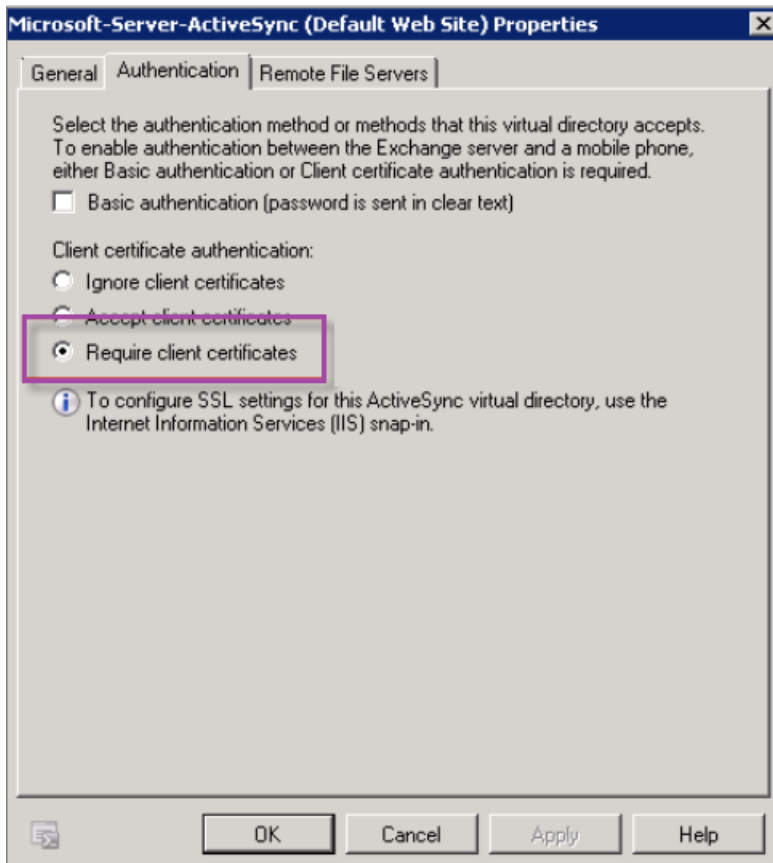 Microsoft-Server-ActiveSync (Default Web Site) Properties
General Authentication Remote File Servers
Select the authentication method or methods that this virtual directory accepts.
To enable authentication between the Exchange server and a mobile phone,
either Basic authentication or Client certificate authentication is required.
Basic authentication (password is sent in clear text)
Client certificate authentication:
Ignore client certificates
Accept client certificates
Require client certificates
To configure SSL settings for this ActiveSync virtual directory, use the
Internet Information Services (IIS) snap-in.
OK Cancel Apply Help